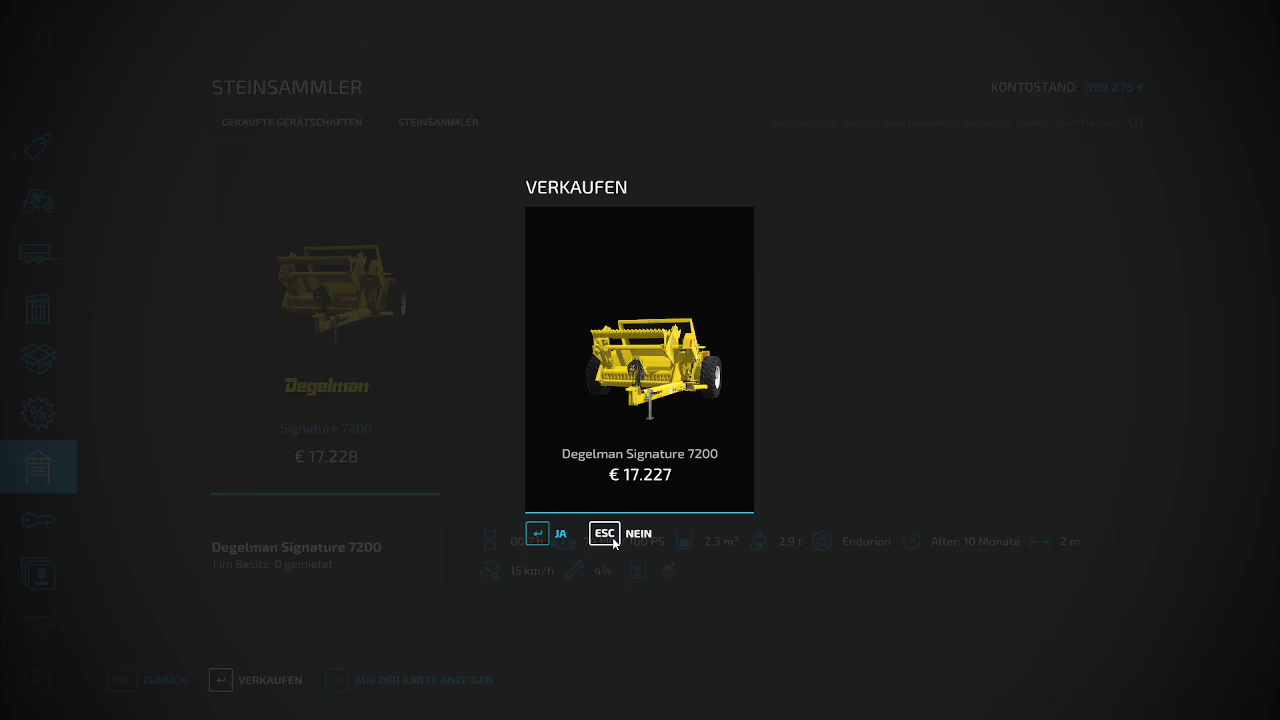 STEINSAMMLER
KONTOSTAND: 399.275 €
GEKAUFTE GERÄTSCHAFTEN STEINSAMMLER
VERKAUFEN
Degelman
Signature 7200
€ 17.228
Degelman Signature 7200
€ 17.227
JA ESC NEIN
Degelman Signature 7200
1 im Besitz, 0 gemietet
100 PS 2.3 m³ 2.9 t Endurion Alter: 10 Monate 2 m
15 km/h 4%
ESC ZURÜCK VERKAUFEN AUF DER KARTE ANZEIGEN